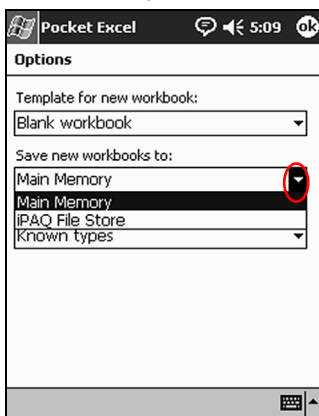 Pocket Excel 5:09 ok
Options
Template for new workbook:
Blank workbook
Save new workbooks to:
Main Memory
Main Memory
iPAQ File Store
Known types